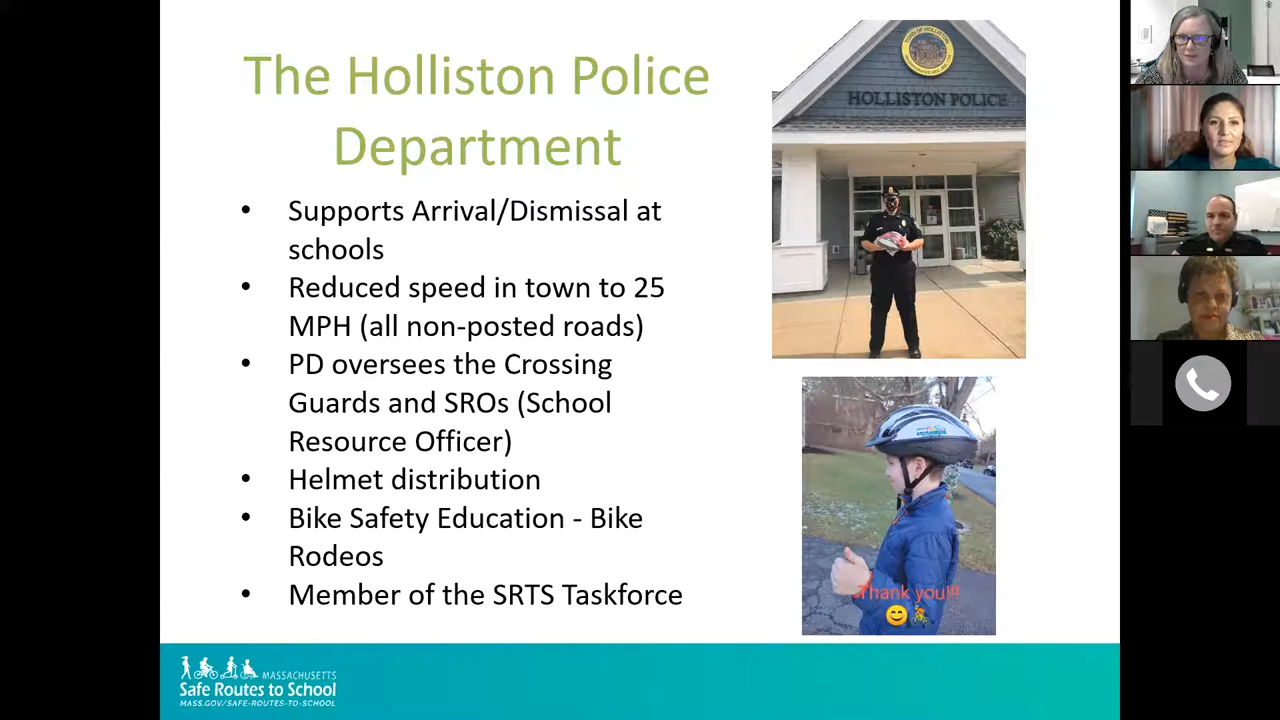 The Holliston Police
Department
• Supports Arrival/Dismissal at
schools
• Reduced speed in town to 25
MPH (all non-posted roads)
• PD oversees the Crossing
Guards and SROs (School
Resource Officer)
• Helmet distribution
• Bike Safety Education - Bike
Rodeos
• Member of the SRTS Taskforce
TOWN OF HOLLISTON
HOLLISTON POLICE
Thank you!!!
MASSACHUSETTS
Safe Routes to School
MASS.GOV/SAFE-ROUTES-TO-SCHOOL